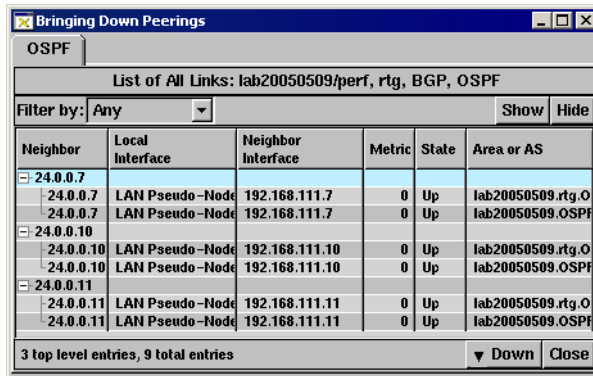 Bringing Down Peerings
OSPF
List of All Links: lab20050509/perf, rtg, BGP, OSPF
Filter by: Any Show Hide
Neighbor Local Interface Neighbor Interface Metric State Area or AS
24.0.0.7
24.0.0.7 LAN Pseudo-Node 192.168.111.7 0 Up lab20050509.rtg.O
24.0.0.7 LAN Pseudo-Node 192.168.111.7 0 Up lab20050509.OSPF
24.0.0.10
24.0.0.10 LAN Pseudo-Node 192.168.111.10 0 Up lab20050509.rtg.O
24.0.0.10 LAN Pseudo-Node 192.168.111.10 0 Up lab20050509.OSPF
24.0.0.11
24.0.0.11 LAN Pseudo-Node 192.168.111.11 0 Up lab20050509.rtg.O
24.0.0.11 LAN Pseudo-Node 192.168.111.11 0 Up lab20050509.OSPF
3 top level entries, 9 total entries Down Close